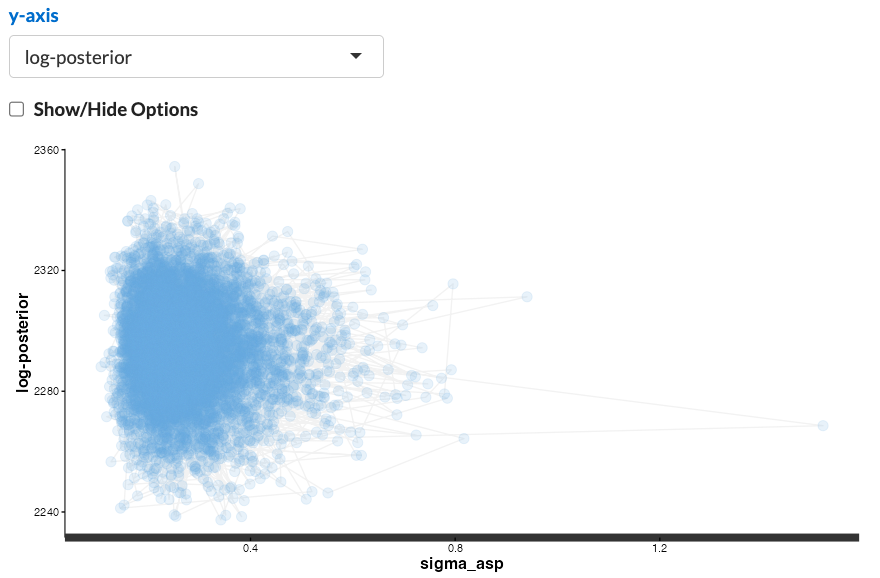 y-axis
log-posterior
Show/Hide Options
2360
2320
2280
2240
log-posterior
0.4 0.8 1.2
sigma_asp